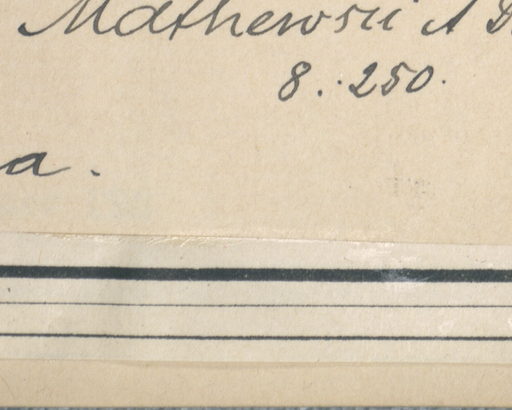 Mathewsii A D
8. 250.
a.